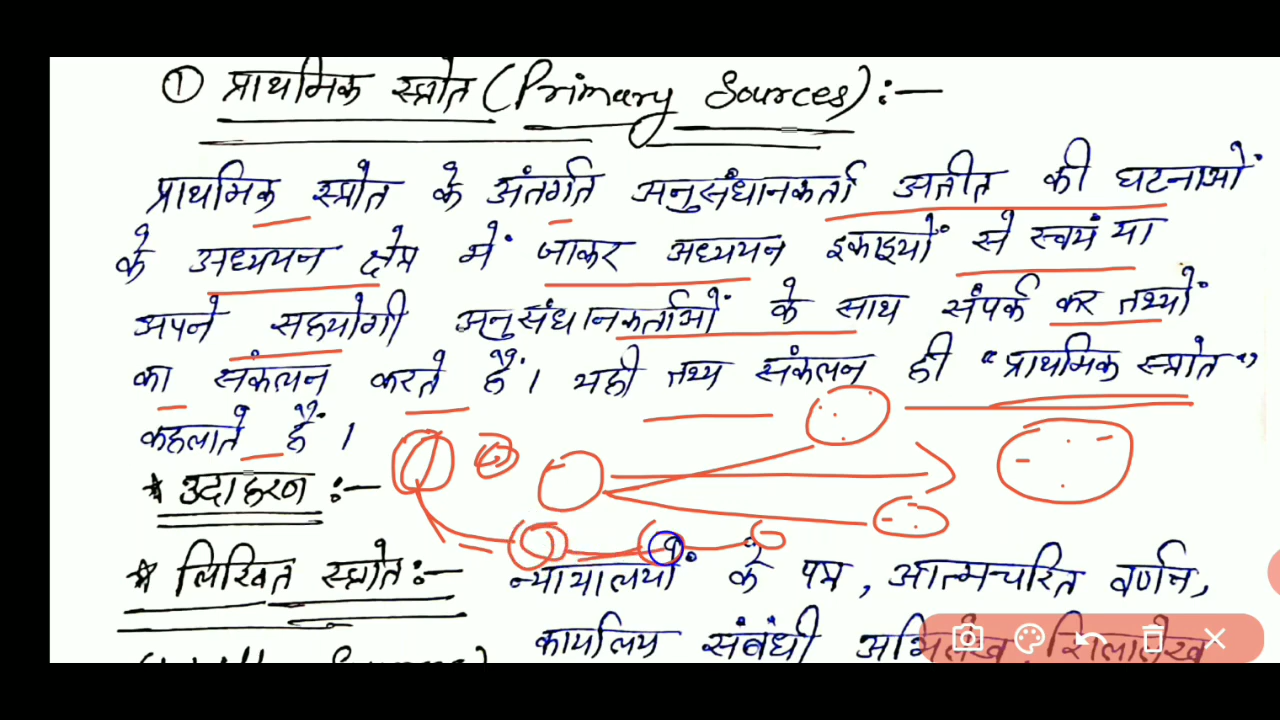 ① प्राथमिक स्त्रोत (Primary Sources):—
प्राथमिक स्त्रोत के अंतर्गत अनुसंधानकर्ता अतीत की घटनाओं
के अध्ययन क्षेत्र में जाकर अध्ययन इकाइयों से स्वयं या
अपने सहयोगी अनुसंधानकर्ताओं के साथ संपर्क कर तथ्यों
का संकलन करते हैं। यही तथ्य संकलन ही "प्राथमिक स्त्रोत"
कहलाते हैं।
* उदाहरन :—
* लिखित स्त्रोत:— न्यायालयों के पत्र, आत्मचरित वर्णन,
कार्यालय संबंधी अभिलेख, शिलालेख